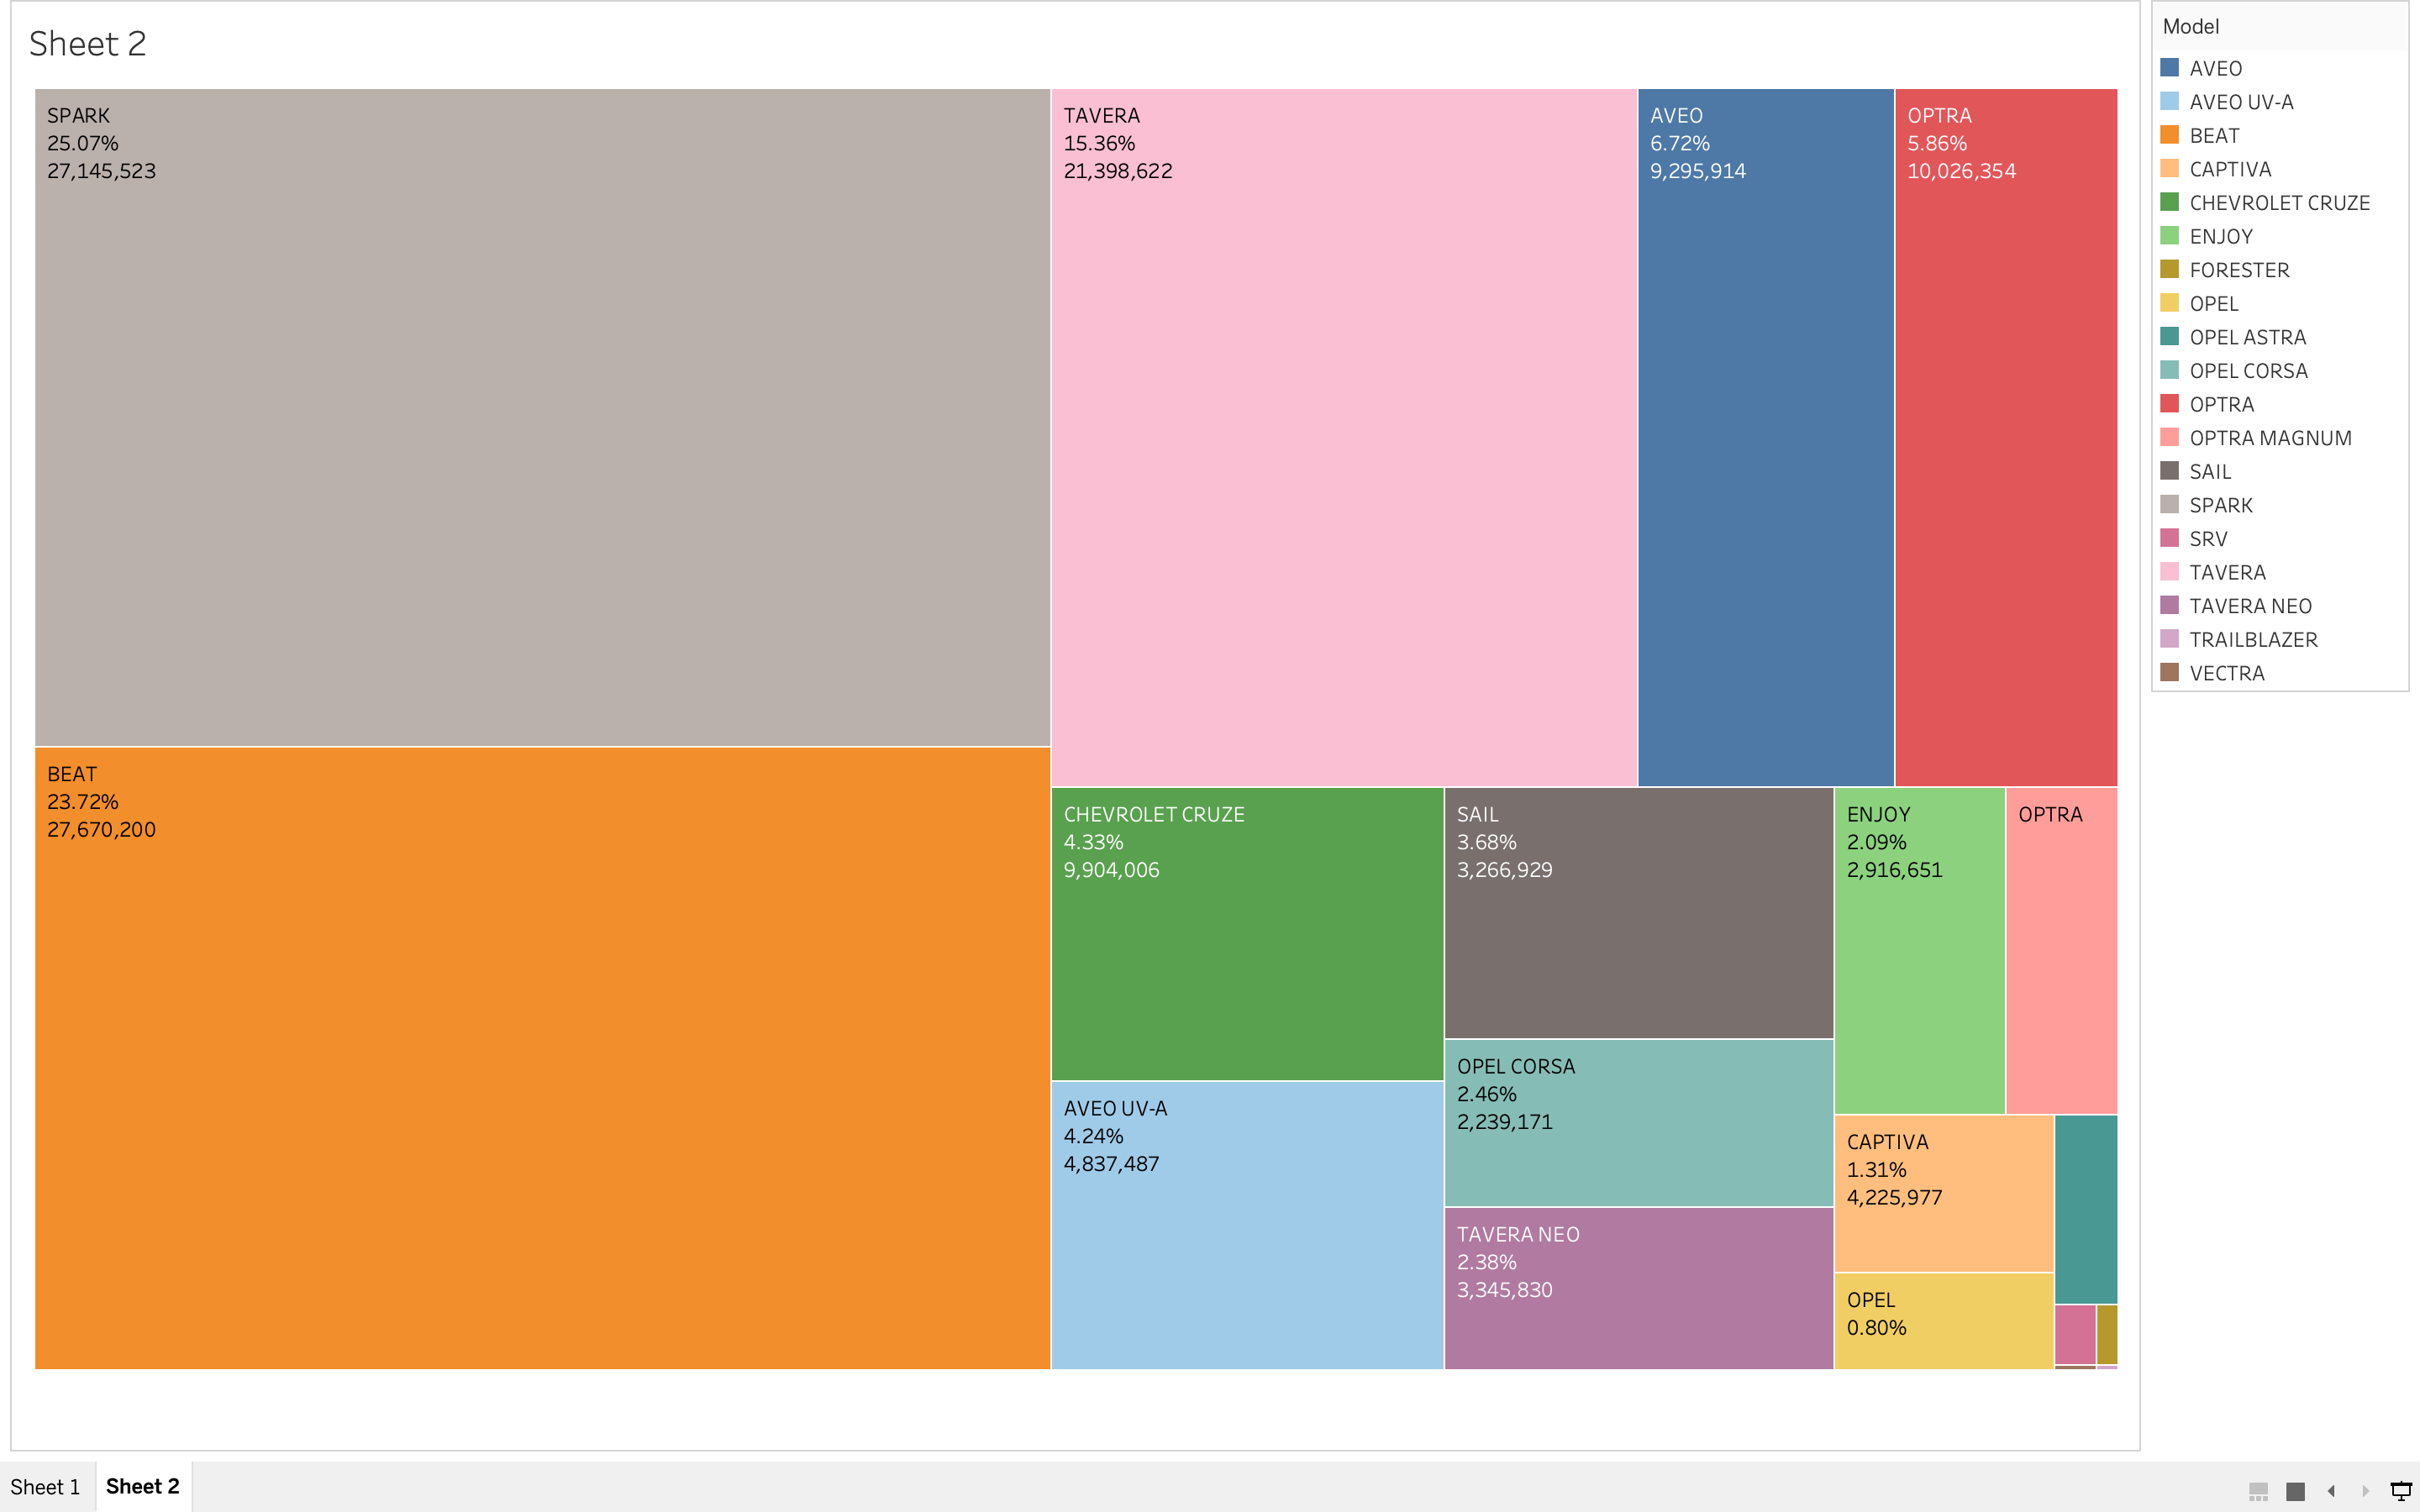 Sheet 2
SPARK
25.07%
27,145,523
TAVERA
15.36%
21,398,622
AVEO
6.72%
9,295,914
OPTRA
5.86%
10,026,354
BEAT
23.72%
27,670,200
CHEVROLET CRUZE
4.33%
9,904,006
SAIL
3.68%
3,266,929
ENJOY
2.09%
2,916,651
OPTRA
AVEO UV-A
4.24%
4,837,487
OPEL CORSA
2.46%
2,239,171
TAVERA NEO
2.38%
3,345,830
CAPTIVA
1.31%
4,225,977
OPEL
0.80%
Model
AVEO
AVEO UV-A
BEAT
CAPTIVA
CHEVROLET CRUZE
ENJOY
FORESTER
OPEL
OPEL ASTRA
OPEL CORSA
OPTRA
OPTRA MAGNUM
SAIL
SPARK
SRV
TAVERA
TAVERA NEO
TRAILBLAZER
VECTRA
Sheet 1
Sheet 2